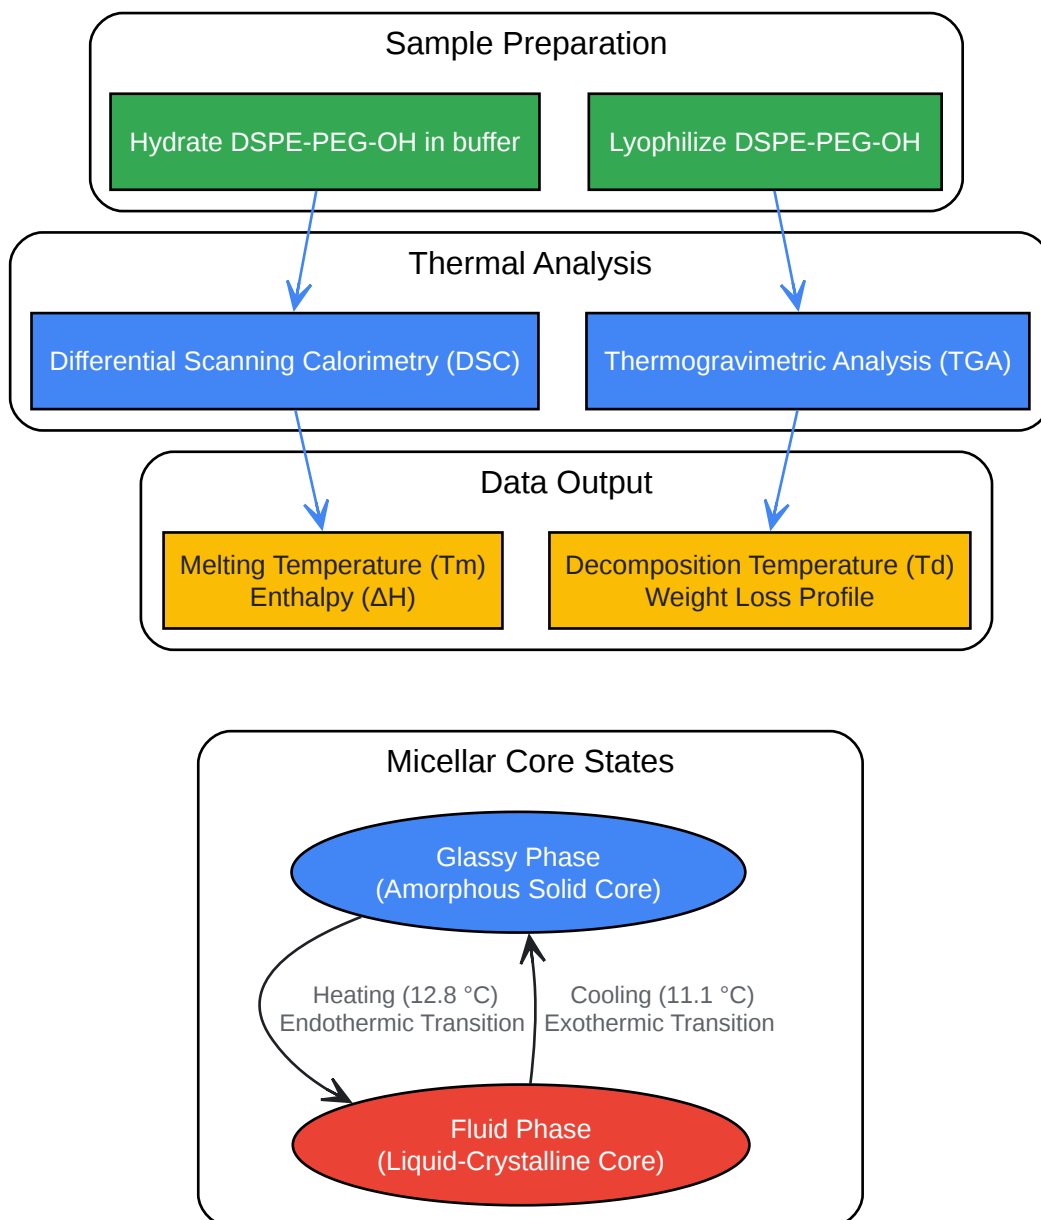 Sample Preparation
Hydrate DSPE-PEG-OH in buffer
Lyophilize DSPE-PEG-OH
Thermal Analysis
Differential Scanning Calorimetry (DSC)
Thermogravimetric Analysis (TGA)
Data Output
Melting Temperature (Tm)
Enthalpy (ΔH)
Decomposition Temperature (Td)
Weight Loss Profile
Micellar Core States
Glassy Phase
(Amorphous Solid Core)
Heating (12.8 °C)
Endothermic Transition
Cooling (11.1 °C)
Exothermic Transition
Fluid Phase
(Liquid-Crystalline Core)